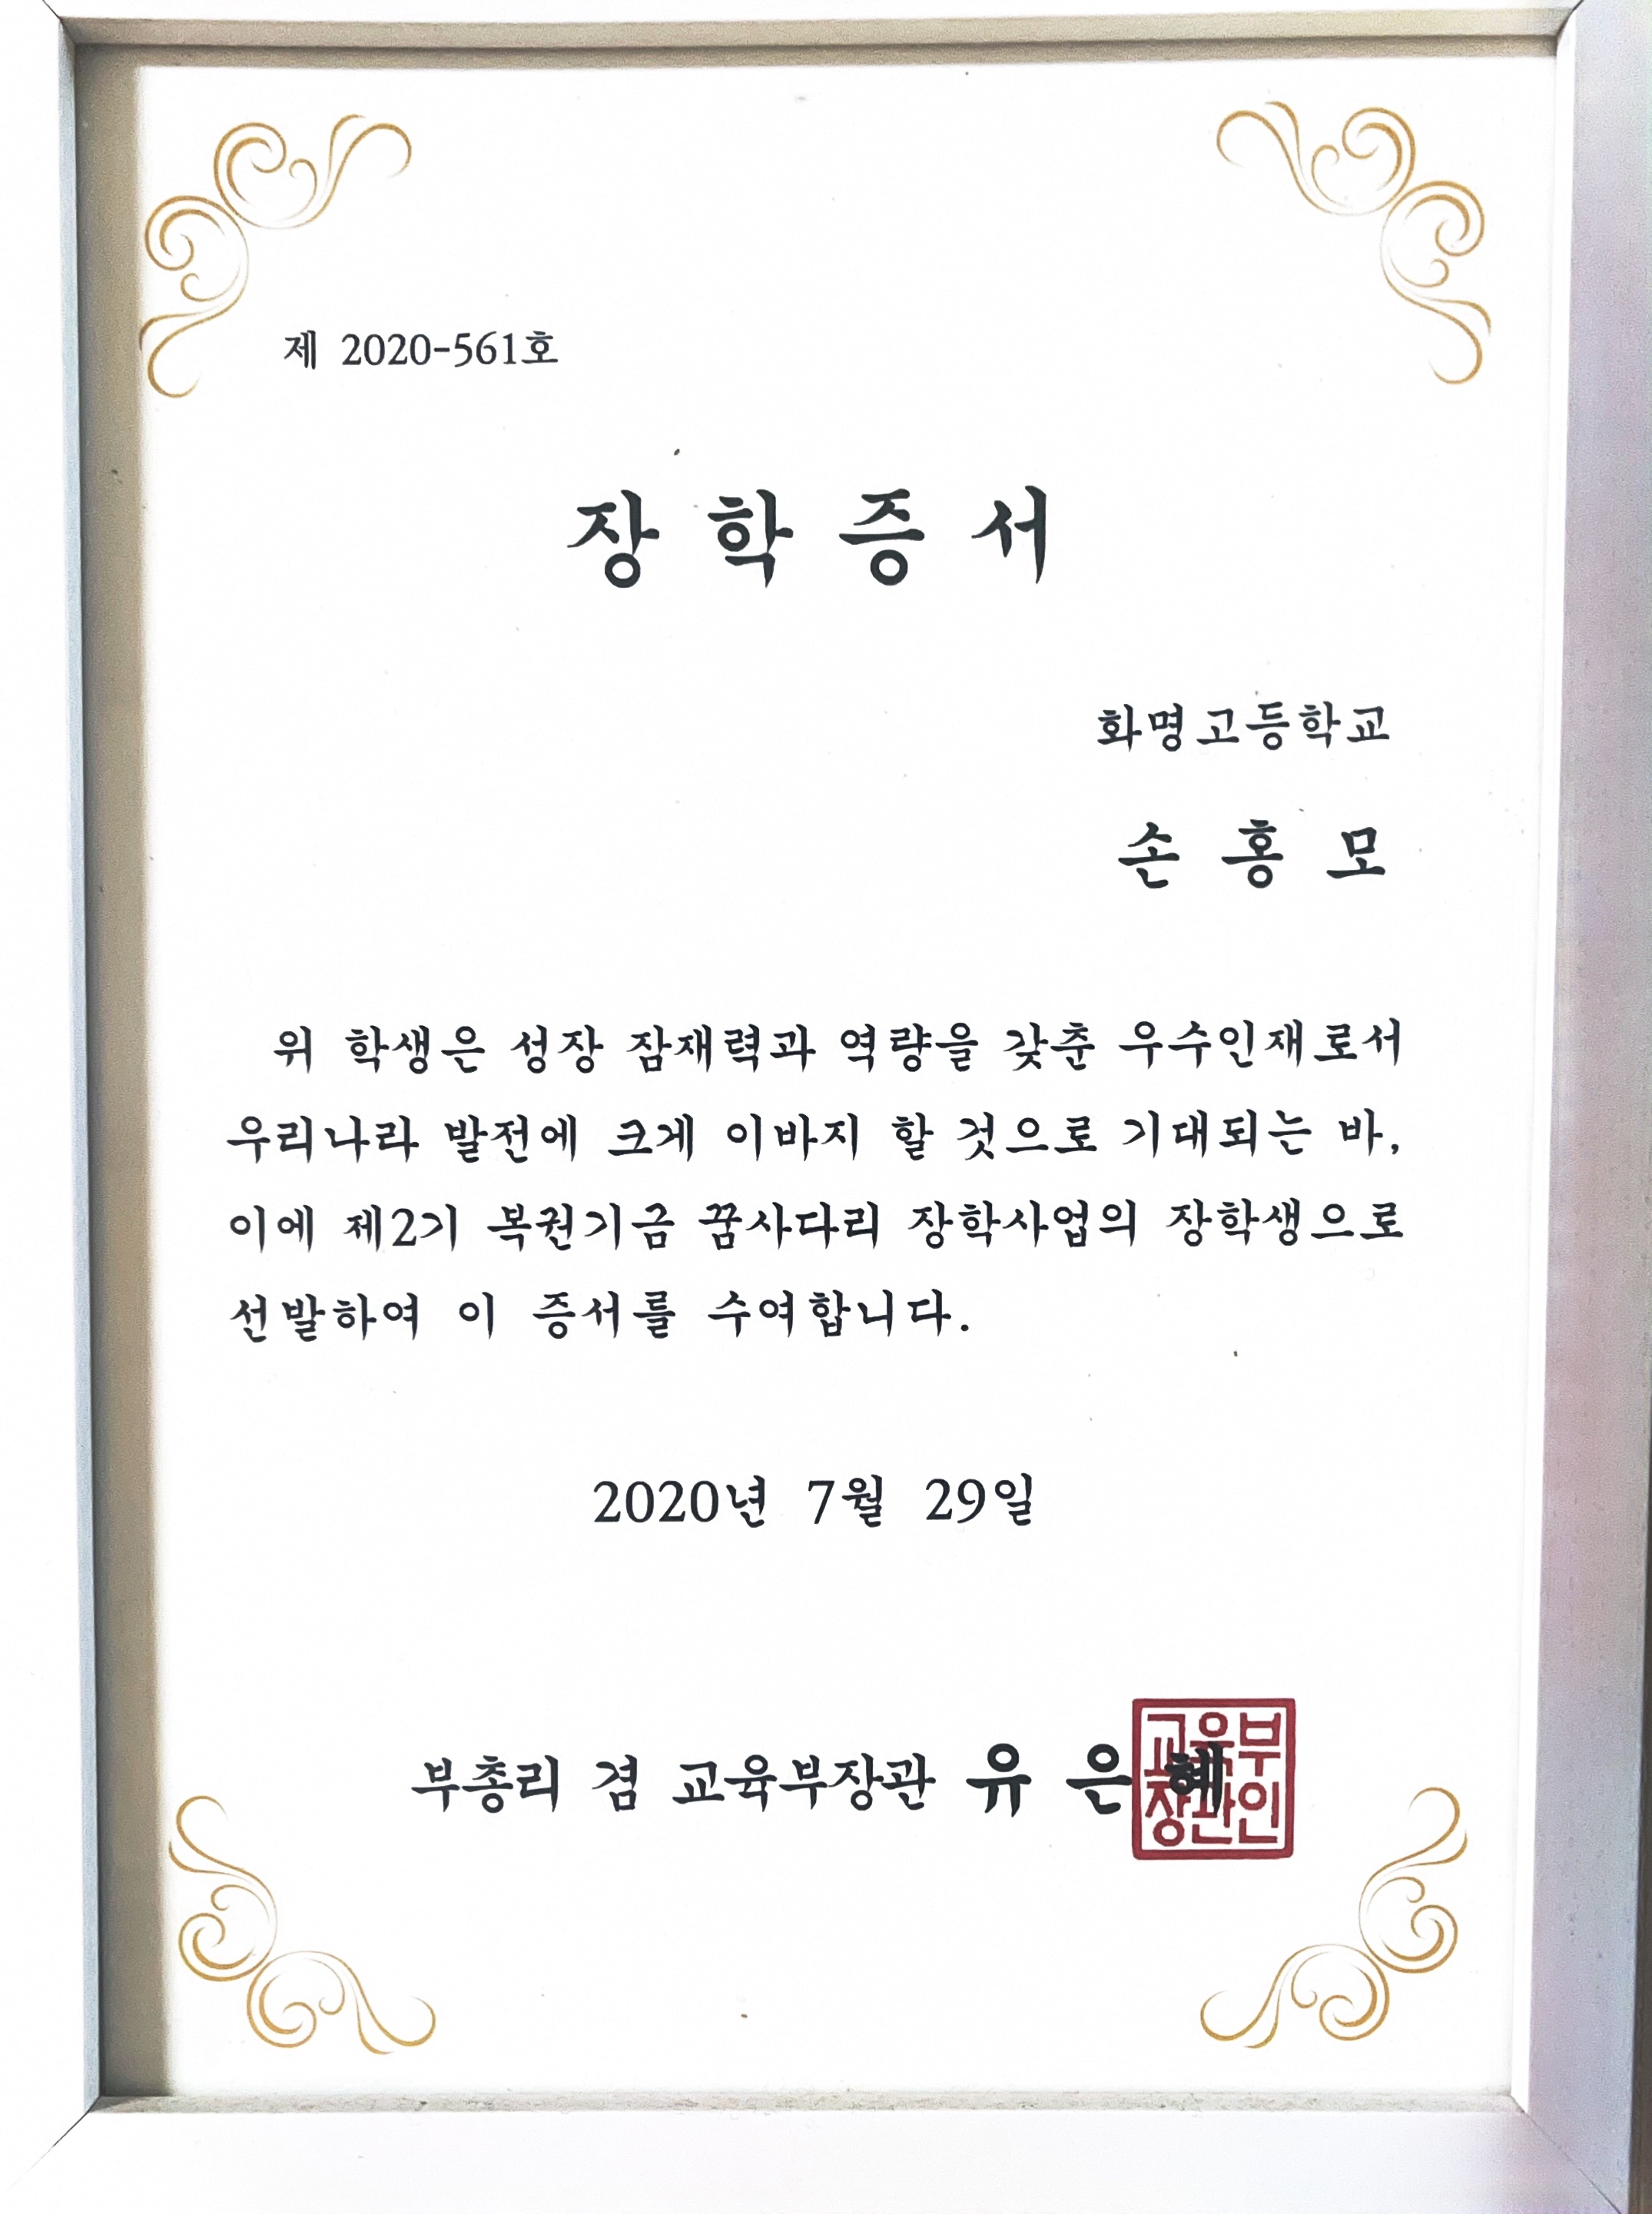 제 2020-561호
장 학 증 서
화명고등학교
손 홍 모
위 학생은 성장 잠재력과 역량을 갖춘 우수인재로서
우리나라 발전에 크게 이바지 할 것으로 기대되는 바,
이에 제2기 복권기금 꿈사다리 장학사업의 장학생으로
선발하여 이 증서를 수여합니다.
2020년 7월 29일
부총리 겸 교육부장관 유 은 혜
교육부
장관인